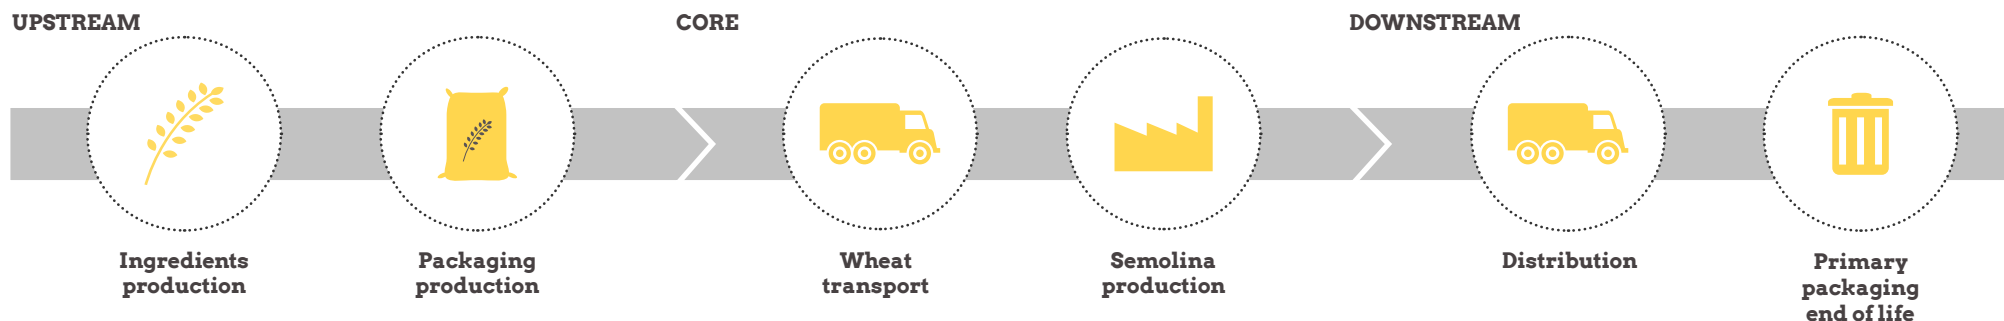 UPSTREAM
CORE
DOWNSTREAM
Ingredients
production
Packaging
production
Wheat
transport
Semolina
production
Distribution
Primary
packaging
end of life